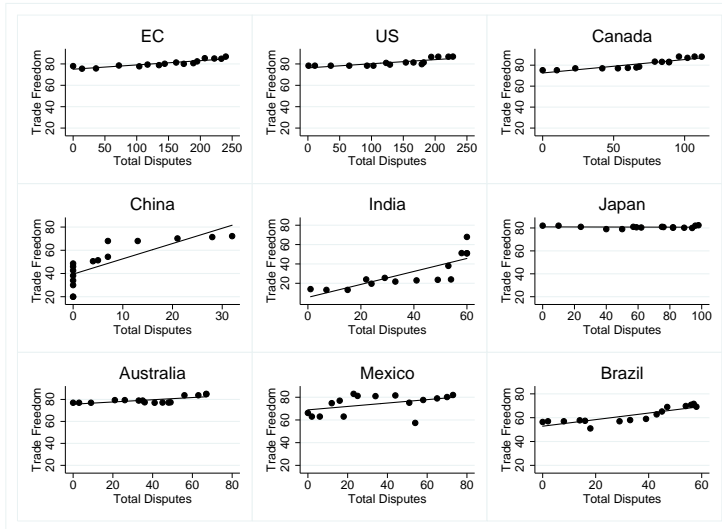 EC
Trade Freedom
20 40 60 80
0 50 100 150 200 250
Total Disputes
US
Trade Freedom
20 40 60 80
0 50 100 150 200 250
Total Disputes
Canada
Trade Freedom
20 40 60 80
0 50 100
Total Disputes
China
Trade Freedom
20 40 60 80
0 10 20 30
Total Disputes
India
Trade Freedom
20 40 60 80
0 20 40 60
Total Disputes
Japan
Trade Freedom
20 40 60 80
0 20 40 60 80 100
Total Disputes
Australia
Trade Freedom
20 40 60 80
0 20 40 60 80
Total Disputes
Mexico
Trade Freedom
20 40 60 80
0 20 40 60 80
Total Disputes
Brazil
Trade Freedom
20 40 60 80
0 20 40 60
Total Disputes